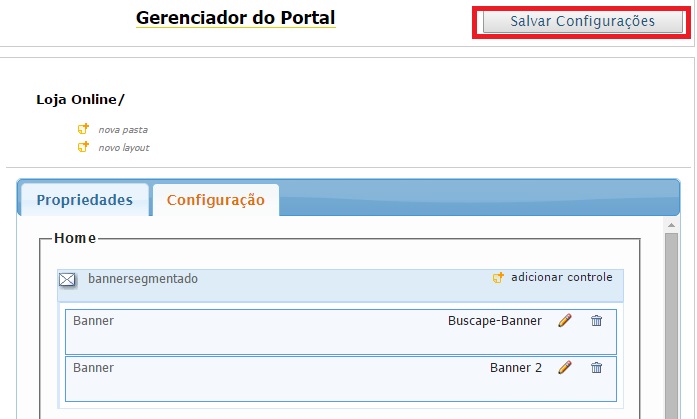 Gerenciador do Portal
Salvar Configurações
Loja Online/
nova pasta
novo layout
Propriedades
Configuração
Home
bannersegmentado
adicionar controle
Banner
Buscape-Banner
Banner
Banner 2